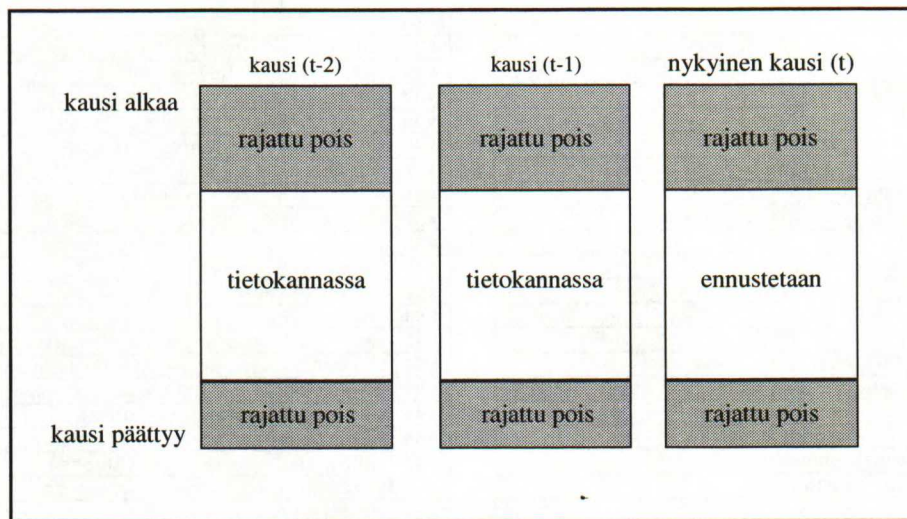 kausi (t-2)
kausi (t-1)
nykyinen kausi (t)
kausi alkaa
rajattu pois
rajattu pois
rajattu pois
tietokannassa
tietokannassa
ennustetaan
rajattu pois
rajattu pois
rajattu pois
kausi päättyy